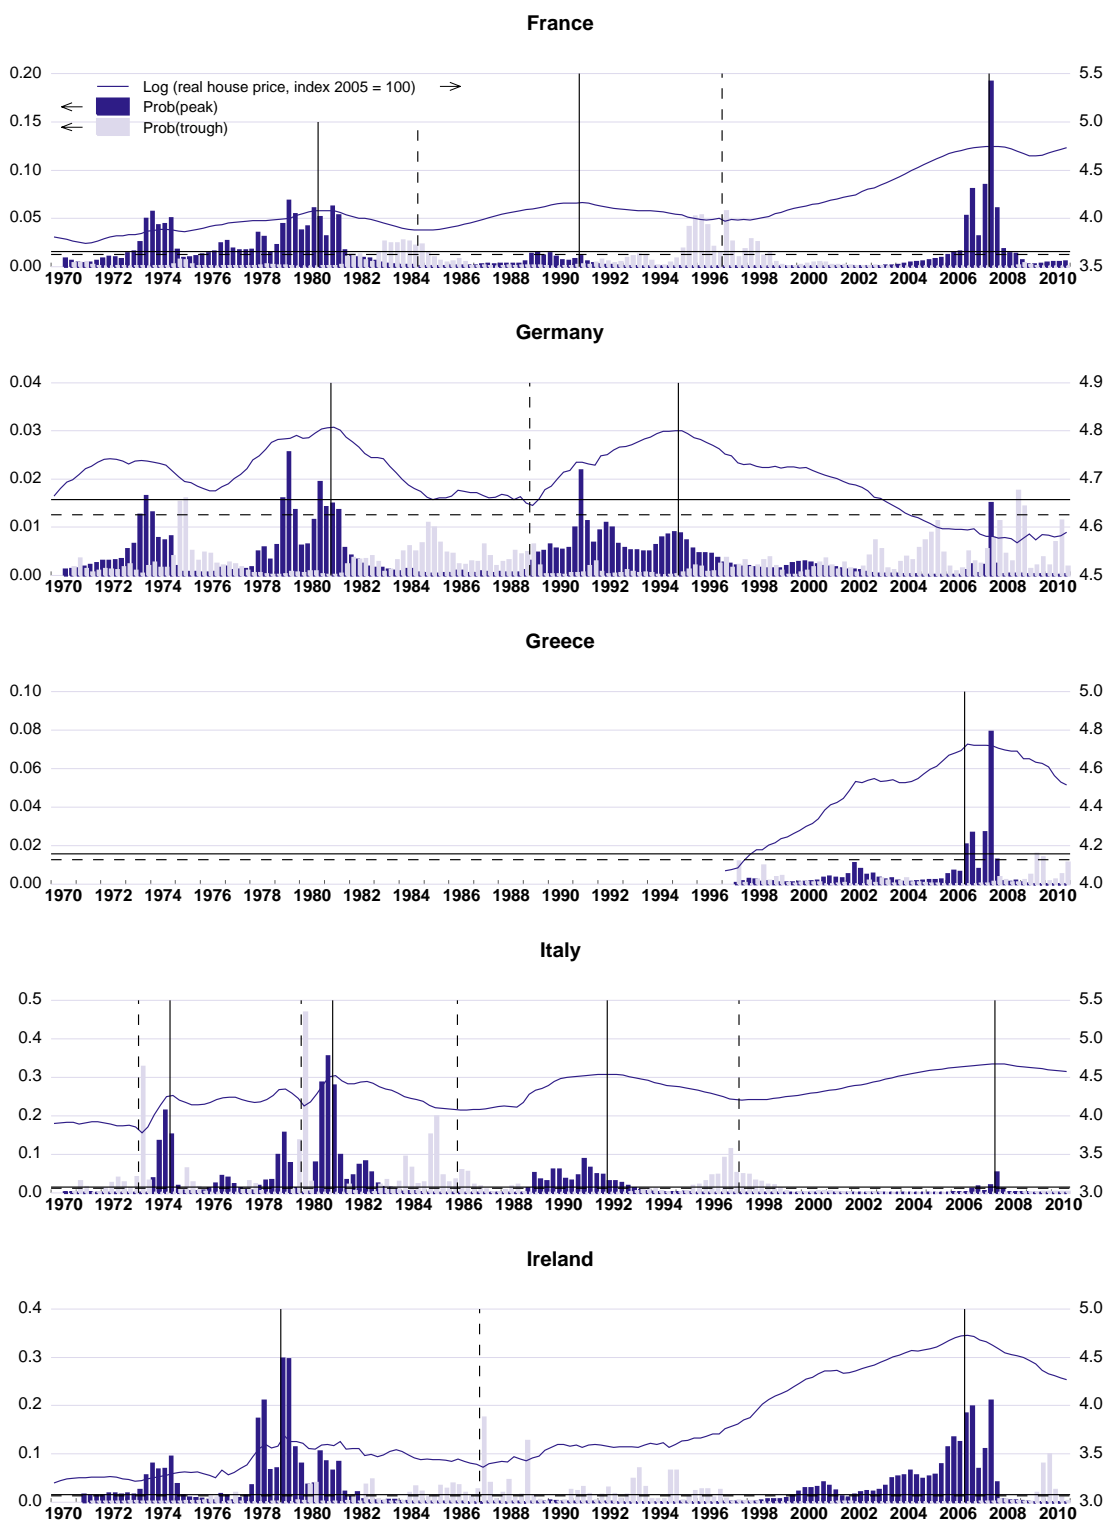 France
0.20 5.5
Log (real house price, index 2005 = 100) →
← Prob(peak)
0.15 5.0
← Prob(trough)
0.10 4.5
0.05 4.0
0.00 3.5
1970 1972 1974 1976 1978 1980 1982 1984 1986 1988 1990 1992 1994 1996 1998 2000 2002 2004 2006 2008 2010
Germany
0.04 4.9
0.03 4.8
0.02 4.7
0.01 4.6
0.00 4.5
1970 1972 1974 1976 1978 1980 1982 1984 1986 1988 1990 1992 1994 1996 1998 2000 2002 2004 2006 2008 2010
Greece
0.10 5.0
0.08 4.8
0.06 4.6
0.04 4.4
0.02 4.2
0.00 4.0
1970 1972 1974 1976 1978 1980 1982 1984 1986 1988 1990 1992 1994 1996 1998 2000 2002 2004 2006 2008 2010
Italy
0.5 5.5
0.4 5.0
0.3 4.5
0.2 4.0
0.1 3.5
0.0 3.0
1970 1972 1974 1976 1978 1980 1982 1984 1986 1988 1990 1992 1994 1996 1998 2000 2002 2004 2006 2008 2010
Ireland
0.4 5.0
0.3 4.5
0.2 4.0
0.1 3.5
0.0 3.0
1970 1972 1974 1976 1978 1980 1982 1984 1986 1988 1990 1992 1994 1996 1998 2000 2002 2004 2006 2008 2010